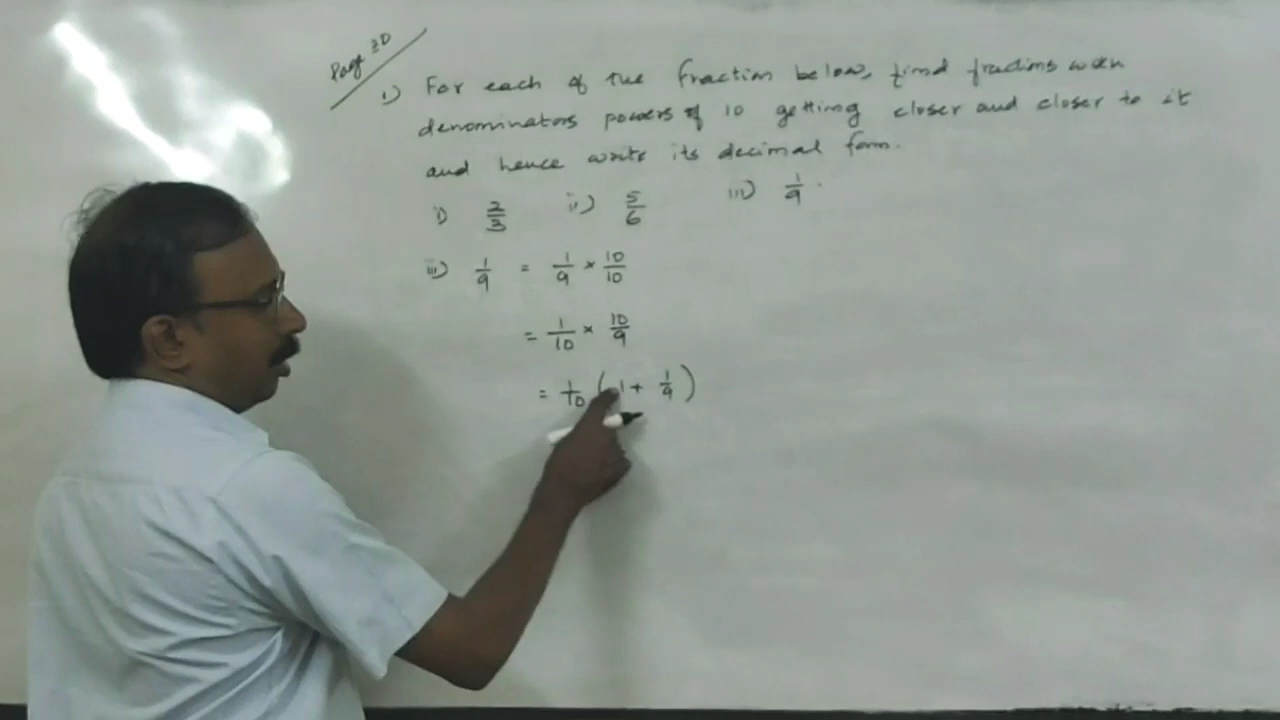 Page 20
1) For each of the fraction below, find fractions with
denominators powers of 10 getting closer and closer to it
and hence write its decimal form.
i) 2/3 ii) 5/6 iii) 1/9.
iii) 1/9 = 1/9 × 10/10
= 1/10 × 10/9
= 1/10 (1 + 1/9)